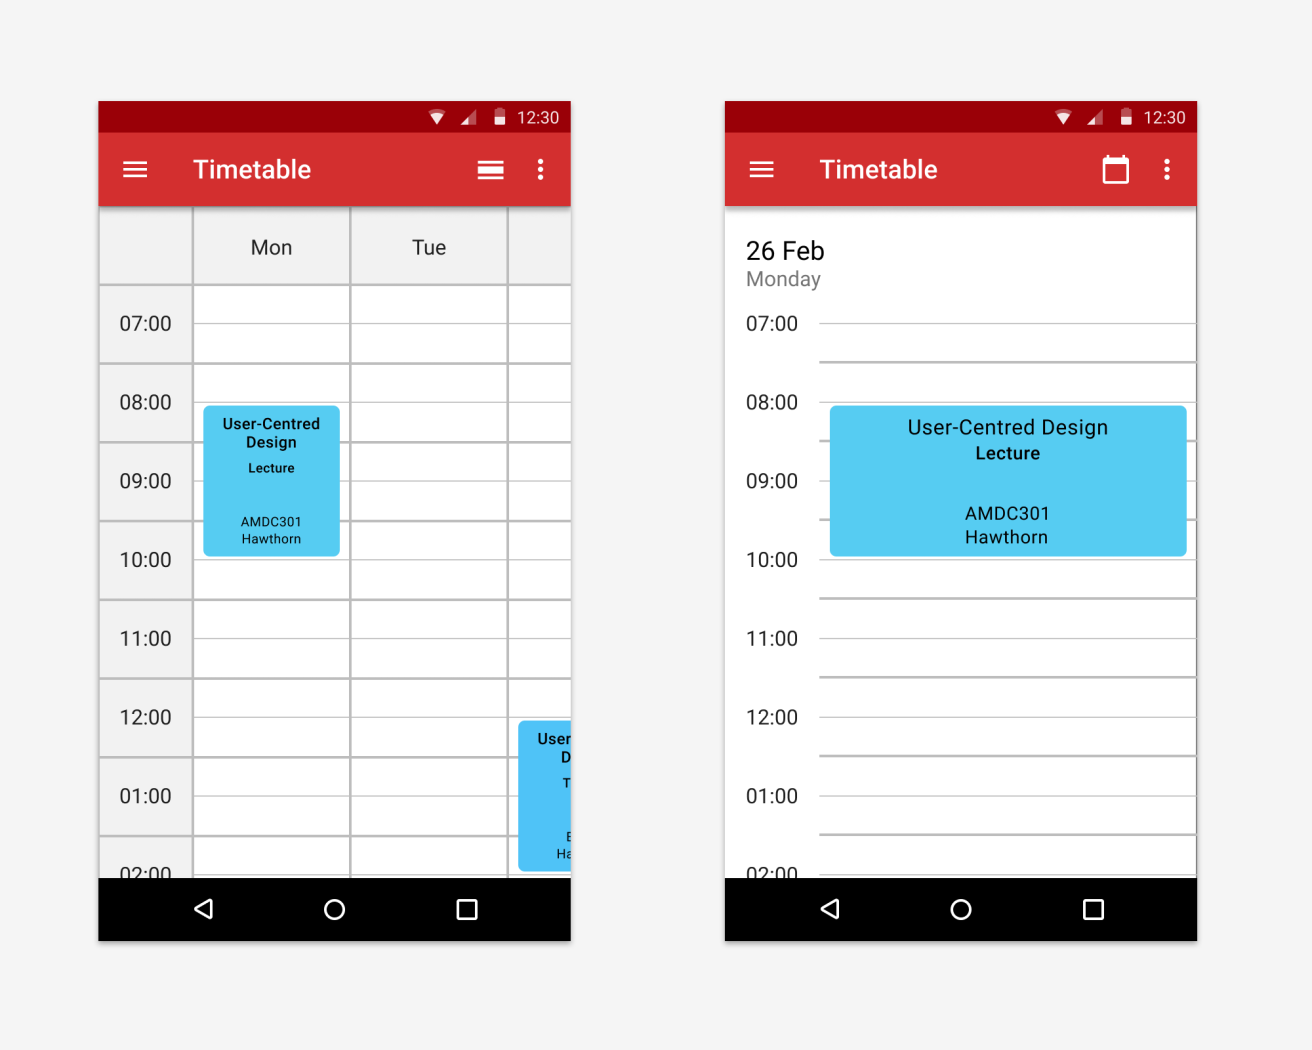 12:30
Timetable
Mon
Tue
07:00
08:00
User-Centred
Design
Lecture
09:00
AMDC301
Hawthorn
10:00
11:00
12:00
User
D
T
01:00
Ha
02:00
12:30
Timetable
26 Feb
Monday
07:00
08:00
User-Centred Design
Lecture
09:00
AMDC301
Hawthorn
10:00
11:00
12:00
01:00
02:00